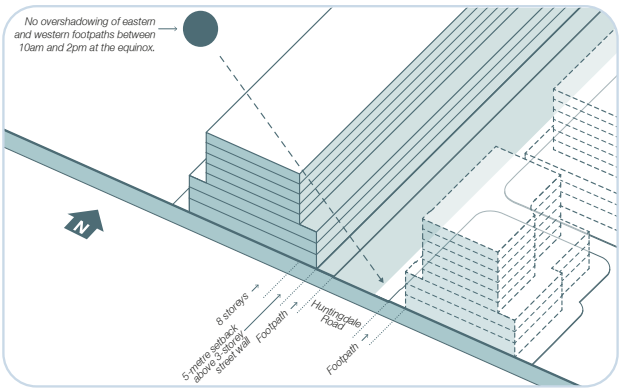 No overshadowing of eastern
and western footpaths between
10am and 2pm at the equinox.
N
8 storeys
5-metre setback
above 3-storey
street wall
Footpath
Huntingdale
Road
Footpath